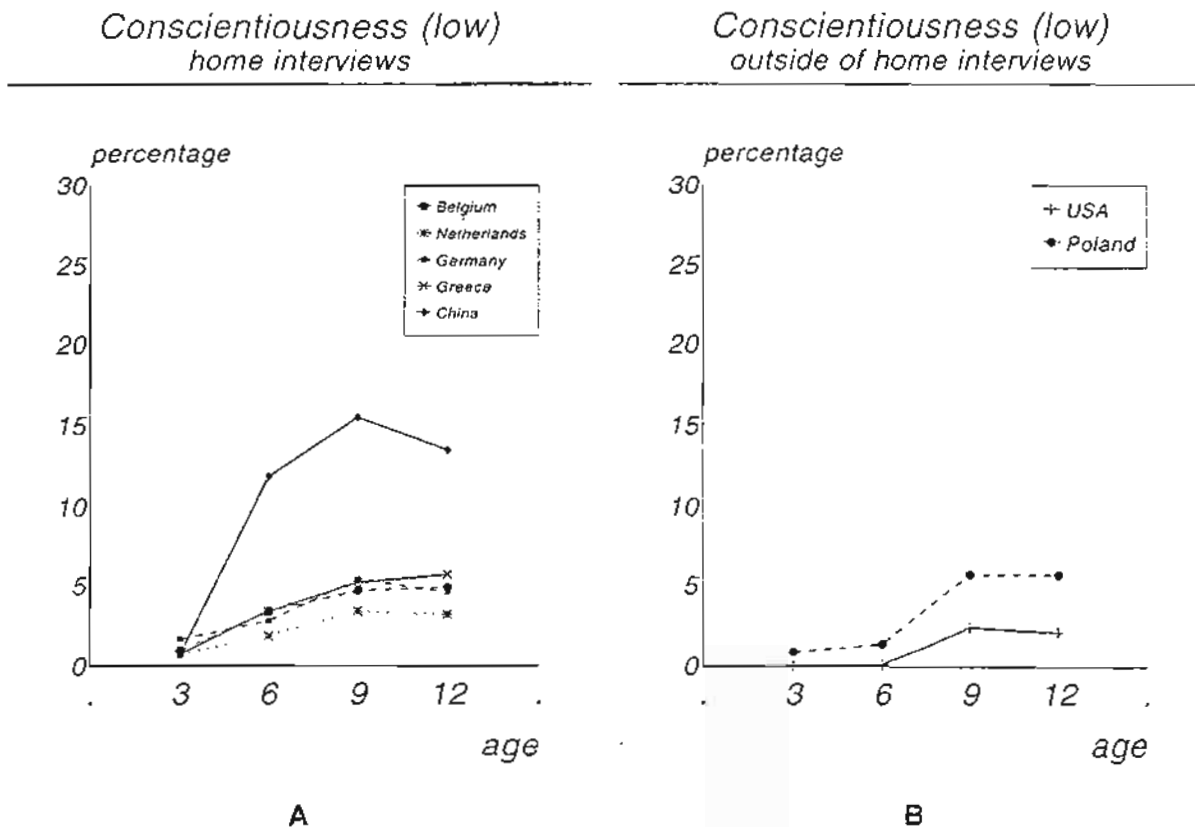 Conscientiousness (low)
home interviews
percentage
30
25
20
15
10
5
0
Belgium
Netherlands
Germany
Greece
China
. 3 6 9 12 .
age
A
Conscientiousness (low)
outside of home interviews
percentage
30
25
20
15
10
5
0
USA
Poland
. 3 6 9 12 .
age
B